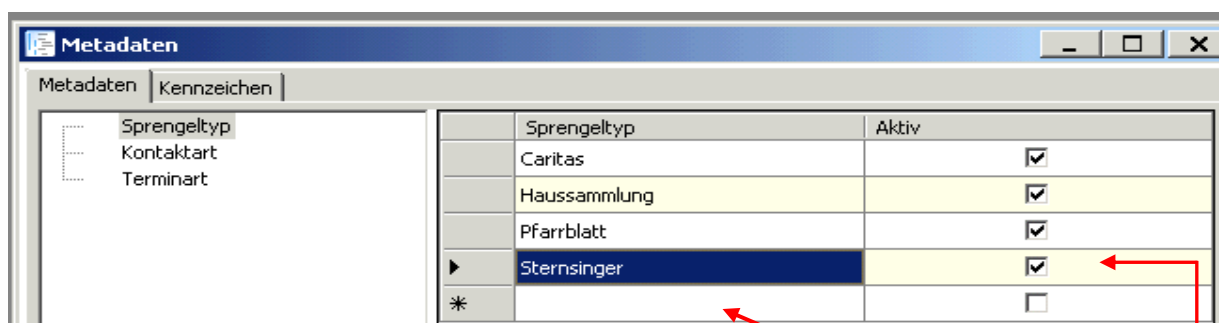 Metadaten
Metadaten Kennzeichen
Sprengeltyp
Kontaktart
Terminart
Sprengeltyp Aktiv
Caritas
Haussammlung
Pfarrblatt
Sternsinger